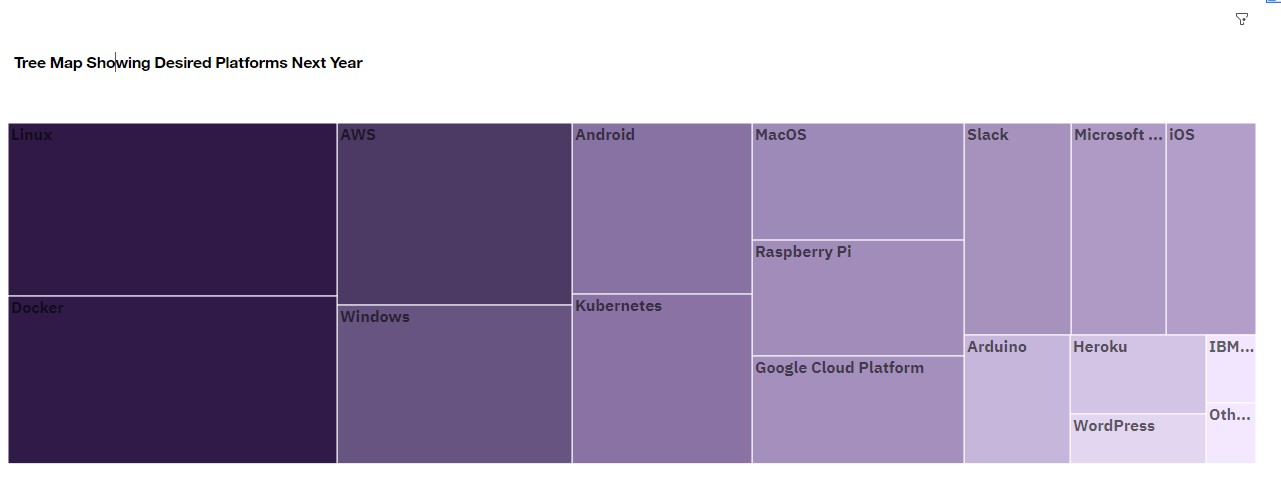 Tree Map Showing Desired Platforms Next Year
Linux
AWS
Android
MacOS
Slack
Microsoft ...
iOS
Raspberry Pi
Docker
Kubernetes
Windows
Arduino
Heroku
IBM...
Google Cloud Platform
Oth...
WordPress